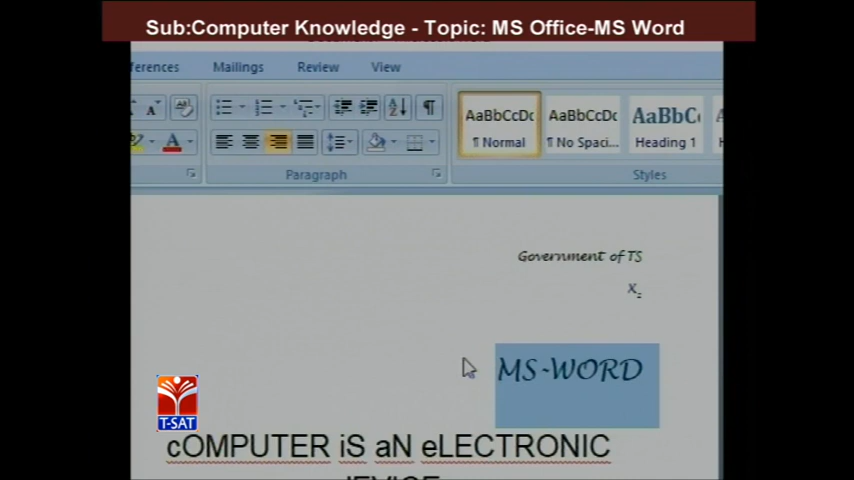 Sub:Computer Knowledge - Topic: MS Office-MS Word
ferences Mailings Review View
AaBbCcDc AaBbCcDc AaBbC
¶ Normal ¶ No Spaci... Heading 1
Paragraph Styles
Government of TS
X₂
MS-WORD
T-SAT
cOMPUTER iS aN eLECTRONIC